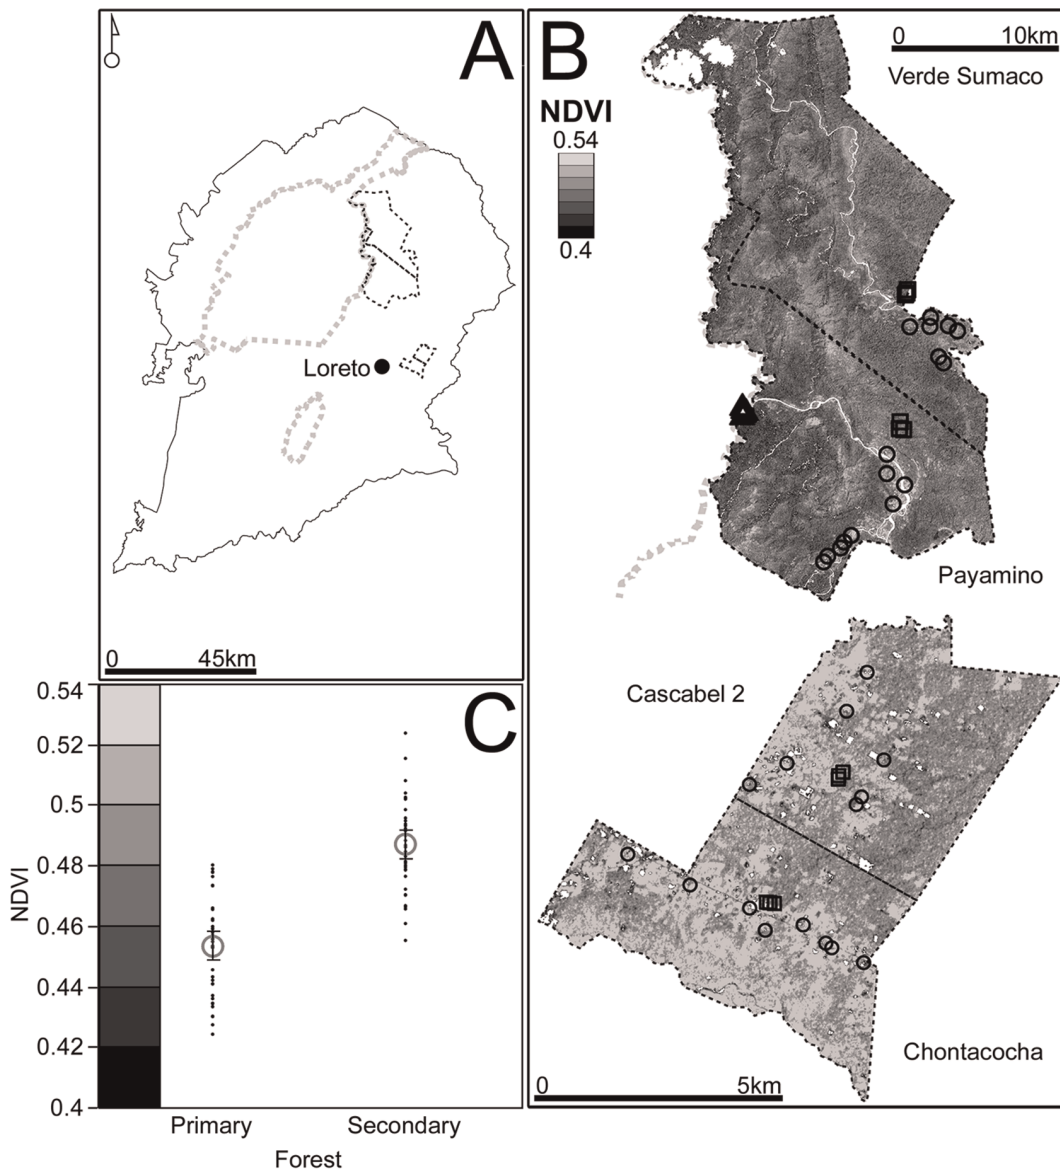 A
Loreto
0 45km
B
0 10km
Verde Sumaco
NDVI
0.54
0.4
Payamino
Cascabel 2
Chontacocha
0 5km
C
0.54
0.52
0.5
0.48
0.46
0.44
0.42
0.4
NDVI
Primary Secondary
Forest